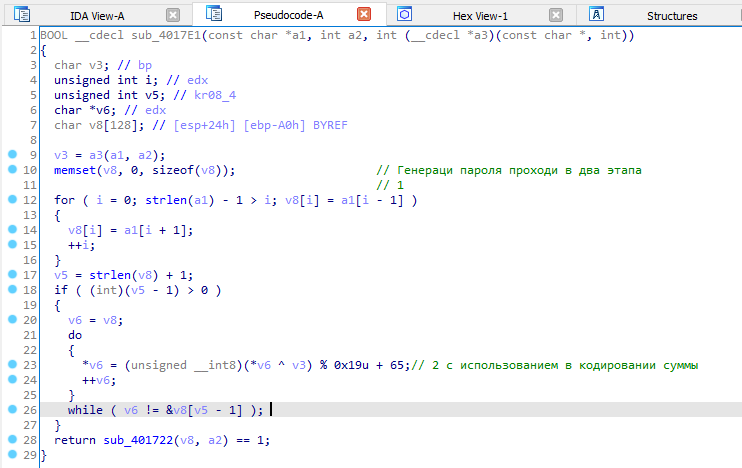 IDA View-A Pseudocode-A Hex View-1 Structures
1 BOOL __cdecl sub_4017E1(const char *a1, int a2, int (__cdecl *a3)(const char *, int))
2 {
3 char v3; // bp
4 unsigned int i; // edx
5 unsigned int v5; // kr08_4
6 char *v6; // edx
7 char v8[128]; // [esp+24h] [ebp-A0h] BYREF
8
9 v3 = a3(a1, a2);
10 memset(v8, 0, sizeof(v8)); // Генераци пароля проходи в два этапа
11 // 1
12 for ( i = 0; strlen(a1) - 1 > i; v8[i] = a1[i - 1] )
13 {
14 v8[i] = a1[i + 1];
15 ++i;
16 }
17 v5 = strlen(v8) + 1;
18 if ( (int)(v5 - 1) > 0 )
19 {
20 v6 = v8;
21 do
22 {
23 *v6 = (unsigned __int8)(*v6 ^ v3) % 0x19u + 65;// 2 с использованием в кодировании суммы
24 ++v6;
25 }
26 while ( v6 != &v8[v5 - 1] );
27 }
28 return sub_401722(v8, a2) == 1;
29 }